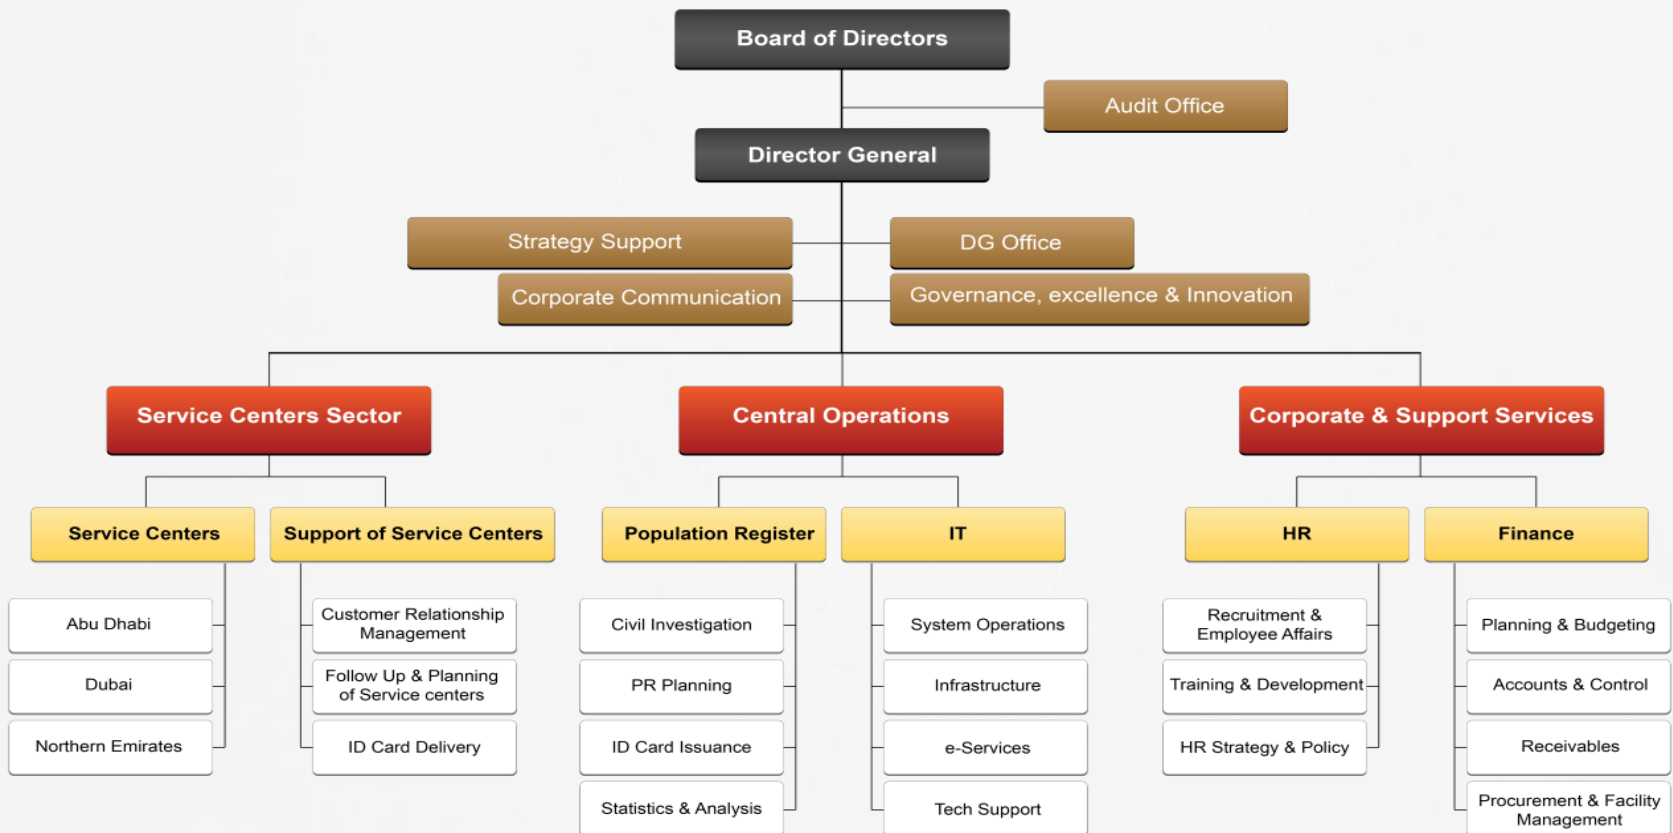 Board of Directors
Audit Office
Director General
Strategy Support
DG Office
Corporate Communication
Governance, excellence & Innovation
Service Centers Sector
Central Operations
Corporate & Support Services
Service Centers
Support of Service Centers
Population Register
IT
HR
Finance
Abu Dhabi
Dubai
Northern Emirates
Customer Relationship
Management
Follow Up & Planning
of Service centers
ID Card Delivery
Civil Investigation
PR Planning
ID Card Issuance
Statistics & Analysis
System Operations
Infrastructure
e-Services
Tech Support
Recruitment &
Employee Affairs
Training & Development
HR Strategy & Policy
Planning & Budgeting
Accounts & Control
Receivables
Procurement & Facility
Management